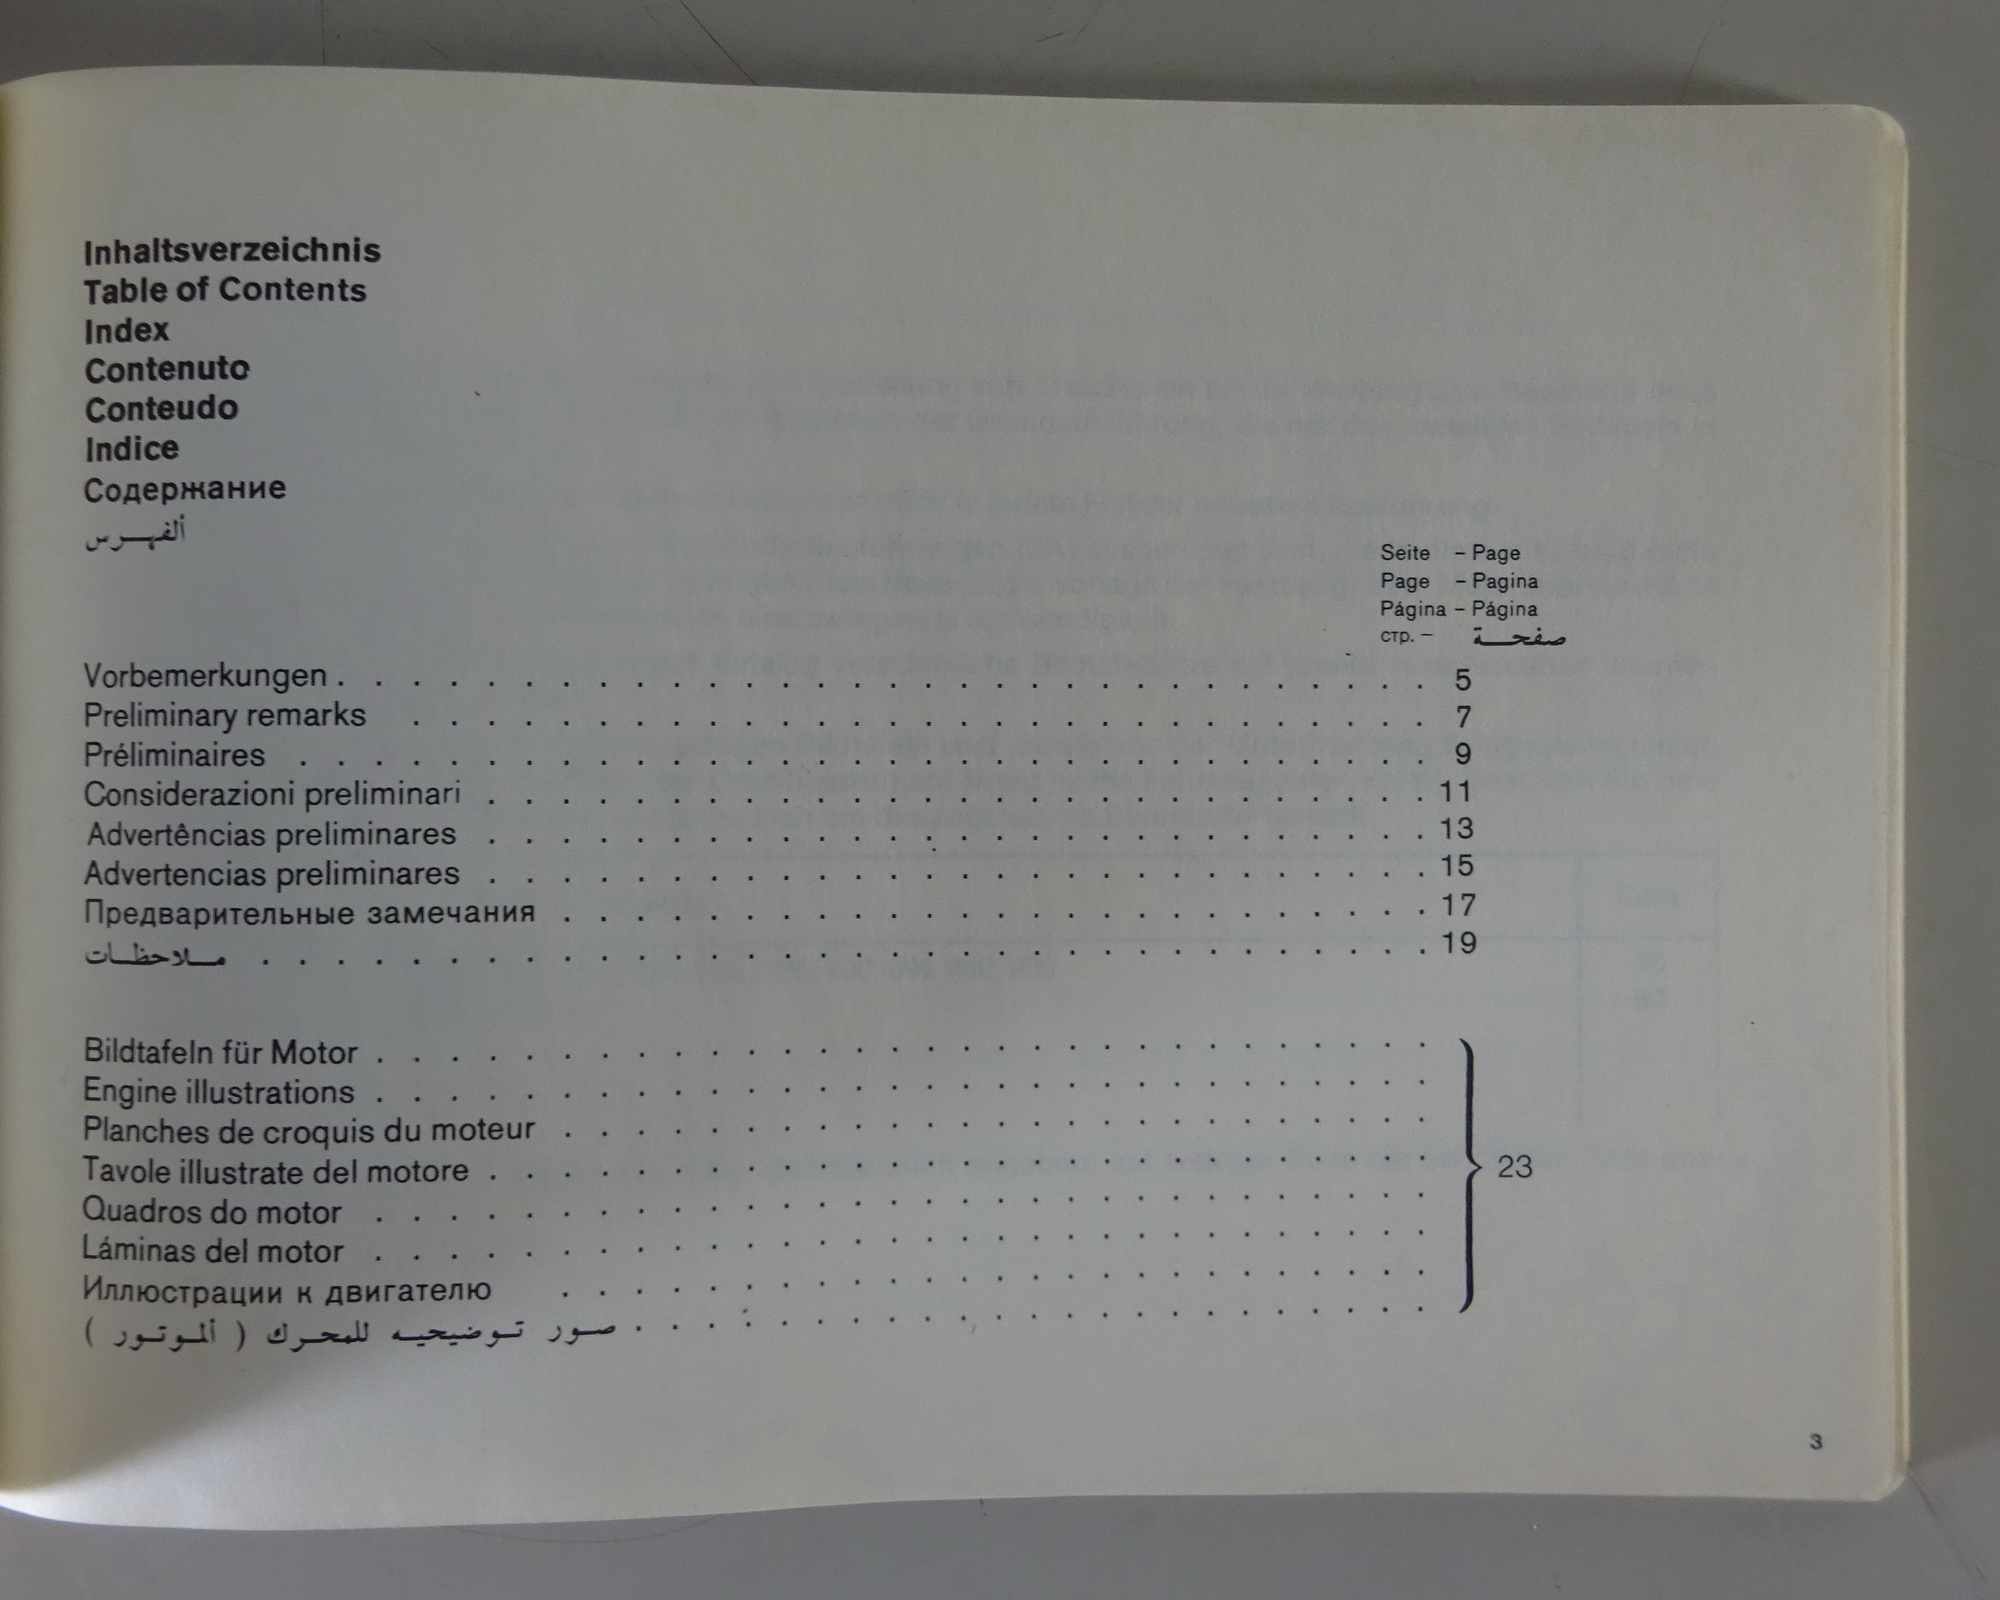 Inhaltsverzeichnis
Table of Contents
Index
Contenuto
Conteudo
Indice
Содержание
ألفهرس
Seite – Page
Page – Pagina
Página – Página
стр. – صفحة
Vorbemerkungen . . . . . . . . . . . . . . . . . . . . 5
Preliminary remarks . . . . . . . . . . . . . . . . . . . . 7
Préliminaires . . . . . . . . . . . . . . . . . . . . 9
Considerazioni preliminari . . . . . . . . . . . . . . . . . . . . 11
Advertências preliminares . . . . . . . . . . . . . . . . . . . . 13
Advertencias preliminares . . . . . . . . . . . . . . . . . . . . 15
Предварительные замечания . . . . . . . . . . . . . . . . . . . . 17
ملاحظات . . . . . . . . . . . . . . . . . . . . 19
Bildtafeln für Motor . . . . . . . . . . . . . . . . . . . .
Engine illustrations . . . . . . . . . . . . . . . . . . . .
Planches de croquis du moteur . . . . . . . . . . . . . . . . . . . .
Tavole illustrate del motore . . . . . . . . . . . . . . . . . . . . 23
Quadros do motor . . . . . . . . . . . . . . . . . . . .
Láminas del motor . . . . . . . . . . . . . . . . . . . .
Иллюстрации к двигателю . . . . . . . . . . . . . . . . . . . .
صور توضيحيه للمحرك ( ألموتور ) . . . . . . . . . . . . . . . . . . . .
3